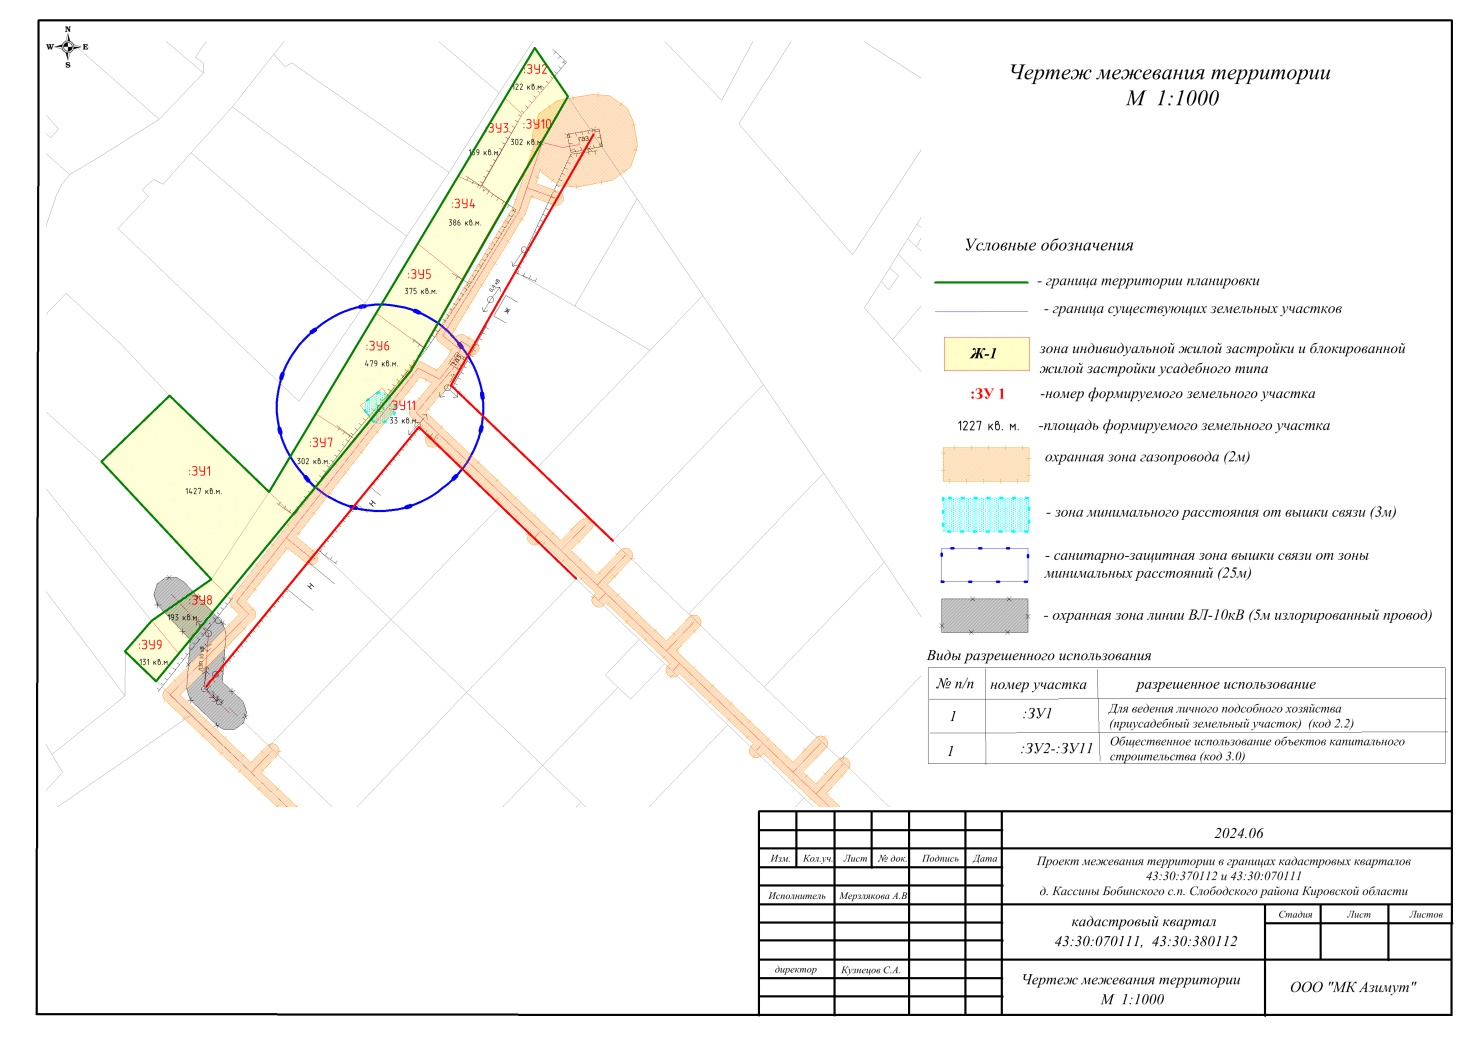 N
W E
S
Чертеж межевания территории
М 1:1000
:ЗУ2
122 кв.м.
:ЗУ3
:ЗУ10
302 кв.м.
газ
:ЗУ4
386 кв.м.
:ЗУ5
375 кв.м.
0,4 кВ
Ж
:ЗУ6
479 кв.м.
газ
:ЗУ11
33 кв.м.
:ЗУ7
302 кв.м.
:ЗУ1
1427 кв.м.
Н
Н
:ЗУ8
193 кв.м.
:ЗУ9
131 кв.м.
Условные обозначения
- граница территории планировки
- граница существующих земельных участков
Ж-1
зона индивидуальной жилой застройки и блокированной
жилой застройки усадебного типа
:ЗУ 1
-номер формируемого земельного участка
1227 кв. м.
-площадь формируемого земельного участка
охранная зона газопровода (2м)
- зона минимального расстояния от вышки связи (3м)
- санитарно-защитная зона вышки связи от зоны
минимальных расстояний (25м)
- охранная зона линии ВЛ-10кВ (5м излорированный провод)
Виды разрешенного использования
№ п/п номер участка разрешенное использование
1 :ЗУ1 Для ведения личного подсобного хозяйства
(приусадебный земельный участок) (код 2.2)
1 :ЗУ2-:ЗУ11 Общественное использование объектов капитального
строительства (код 3.0)
2024.06
Изм. Кол.уч. Лист № док. Подпись Дата
Проект межевания территории в границах кадастровых кварталов
43:30:370112 и 43:30:070111
д. Кассины Бобинского с.п. Слободского района Кировской области
Исполнитель Мерзлякова А.В
кадастровый квартал
43:30:070111, 43:30:380112
Стадия Лист Листов
директор Кузнецов С.А.
Чертеж межевания территории
М 1:1000
ООО "МК Азимут"